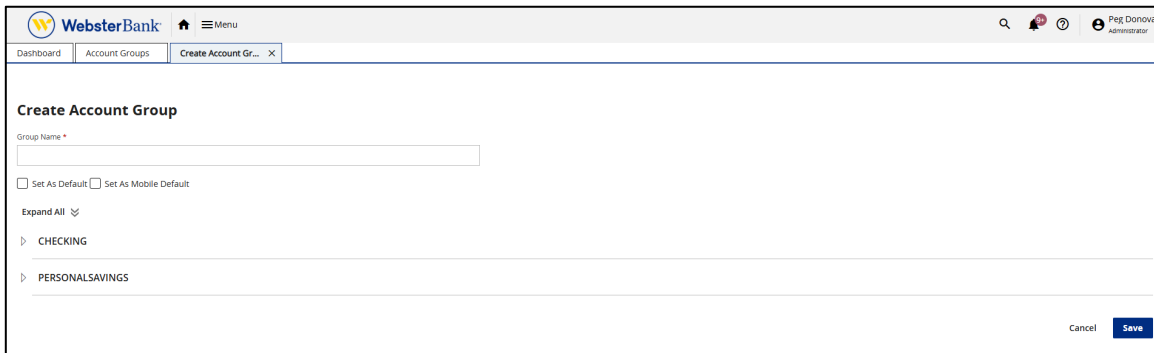 WebsterBank Menu 9+ Peg Donova
Administrator
Dashboard Account Groups Create Account Gr... X
Create Account Group
Group Name *
Set As Default Set As Mobile Default
Expand All
CHECKING
PERSONALSAVINGS
Cancel Save